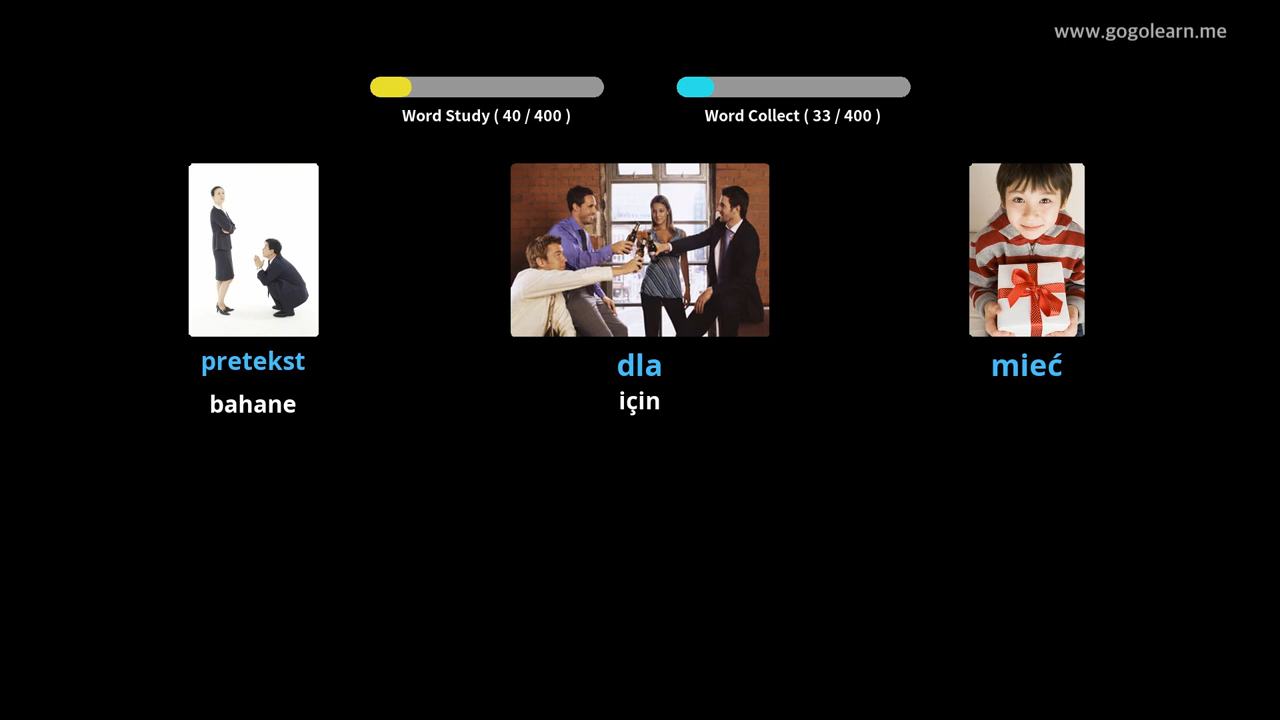 www.gogolearn.me
Word Study ( 40 / 400 )
Word Collect ( 33 / 400 )
pretekst
bahane
dla
için
mieć